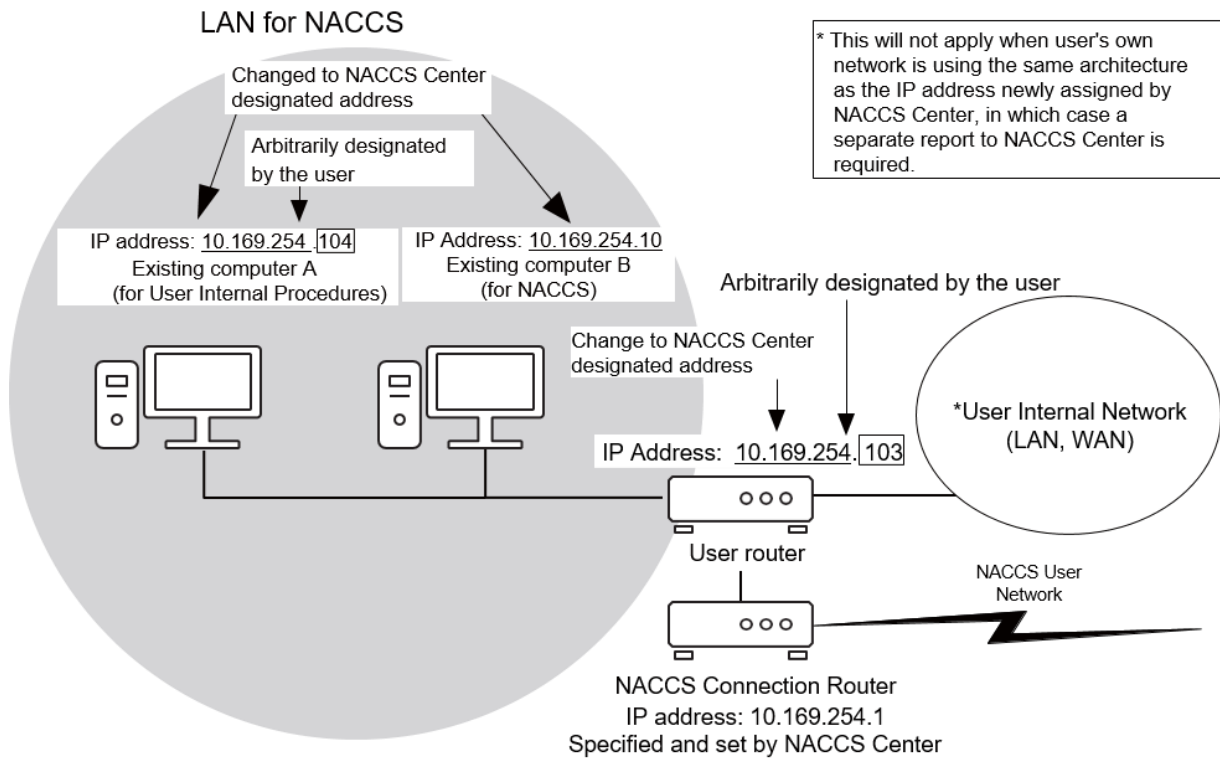 LAN for NACCS
* This will not apply when user's own
network is using the same architecture
as the IP address newly assigned by
NACCS Center, in which case a
separate report to NACCS Center is
required.
Changed to NACCS Center
designated address
Arbitrarily designated
by the user
IP address: 10.169.254.104
Existing computer A
(for User Internal Procedures)
IP Address: 10.169.254.10
Existing computer B
(for NACCS)
Arbitrarily designated by the user
Change to NACCS Center
designated address
IP Address: 10.169.254.103
*User Internal Network
(LAN, WAN)
User router
NACCS User
Network
NACCS Connection Router
IP address: 10.169.254.1
Specified and set by NACCS Center